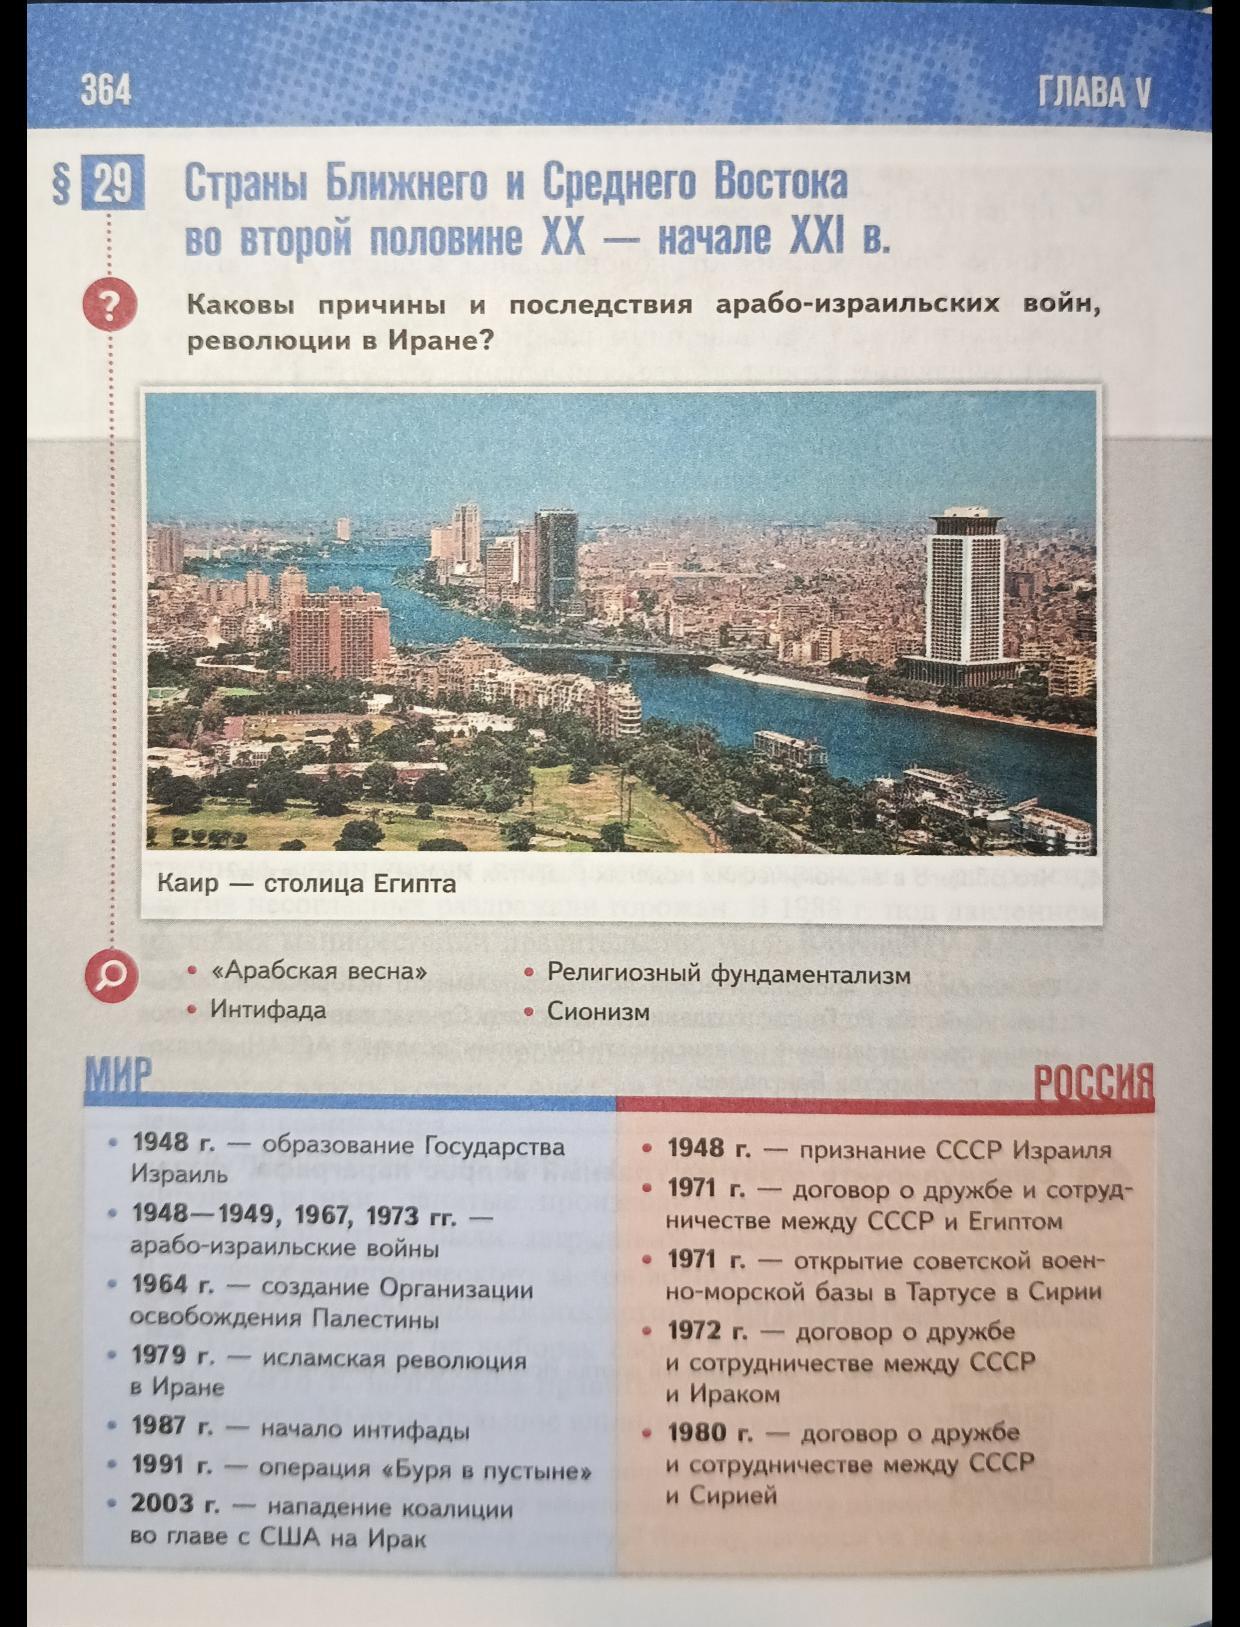 364
ГЛАВА V
§ 29
Страны Ближнего и Среднего Востока
во второй половине XX — начале XXI в.
?
Каковы причины и последствия арабо-израильских войн,
революции в Иране?
Каир — столица Египта
• «Арабская весна»
• Интифада
• Религиозный фундаментализм
• Сионизм
МИР
• 1948 г. — образование Государства
Израиль
• 1948—1949, 1967, 1973 гг. —
арабо-израильские войны
• 1964 г. — создание Организации
освобождения Палестины
• 1979 г. — исламская революция
в Иране
• 1987 г. — начало интифады
• 1991 г. — операция «Буря в пустыне»
• 2003 г. — нападение коалиции
во главе с США на Ирак
РОССИЯ
• 1948 г. — признание СССР Израиля
• 1971 г. — договор о дружбе и сотруд-
ничестве между СССР и Египтом
• 1971 г. — открытие советской воен-
но-морской базы в Тартусе в Сирии
• 1972 г. — договор о дружбе
и сотрудничестве между СССР
и Ираком
• 1980 г. — договор о дружбе
и сотрудничестве между СССР
и Сирией